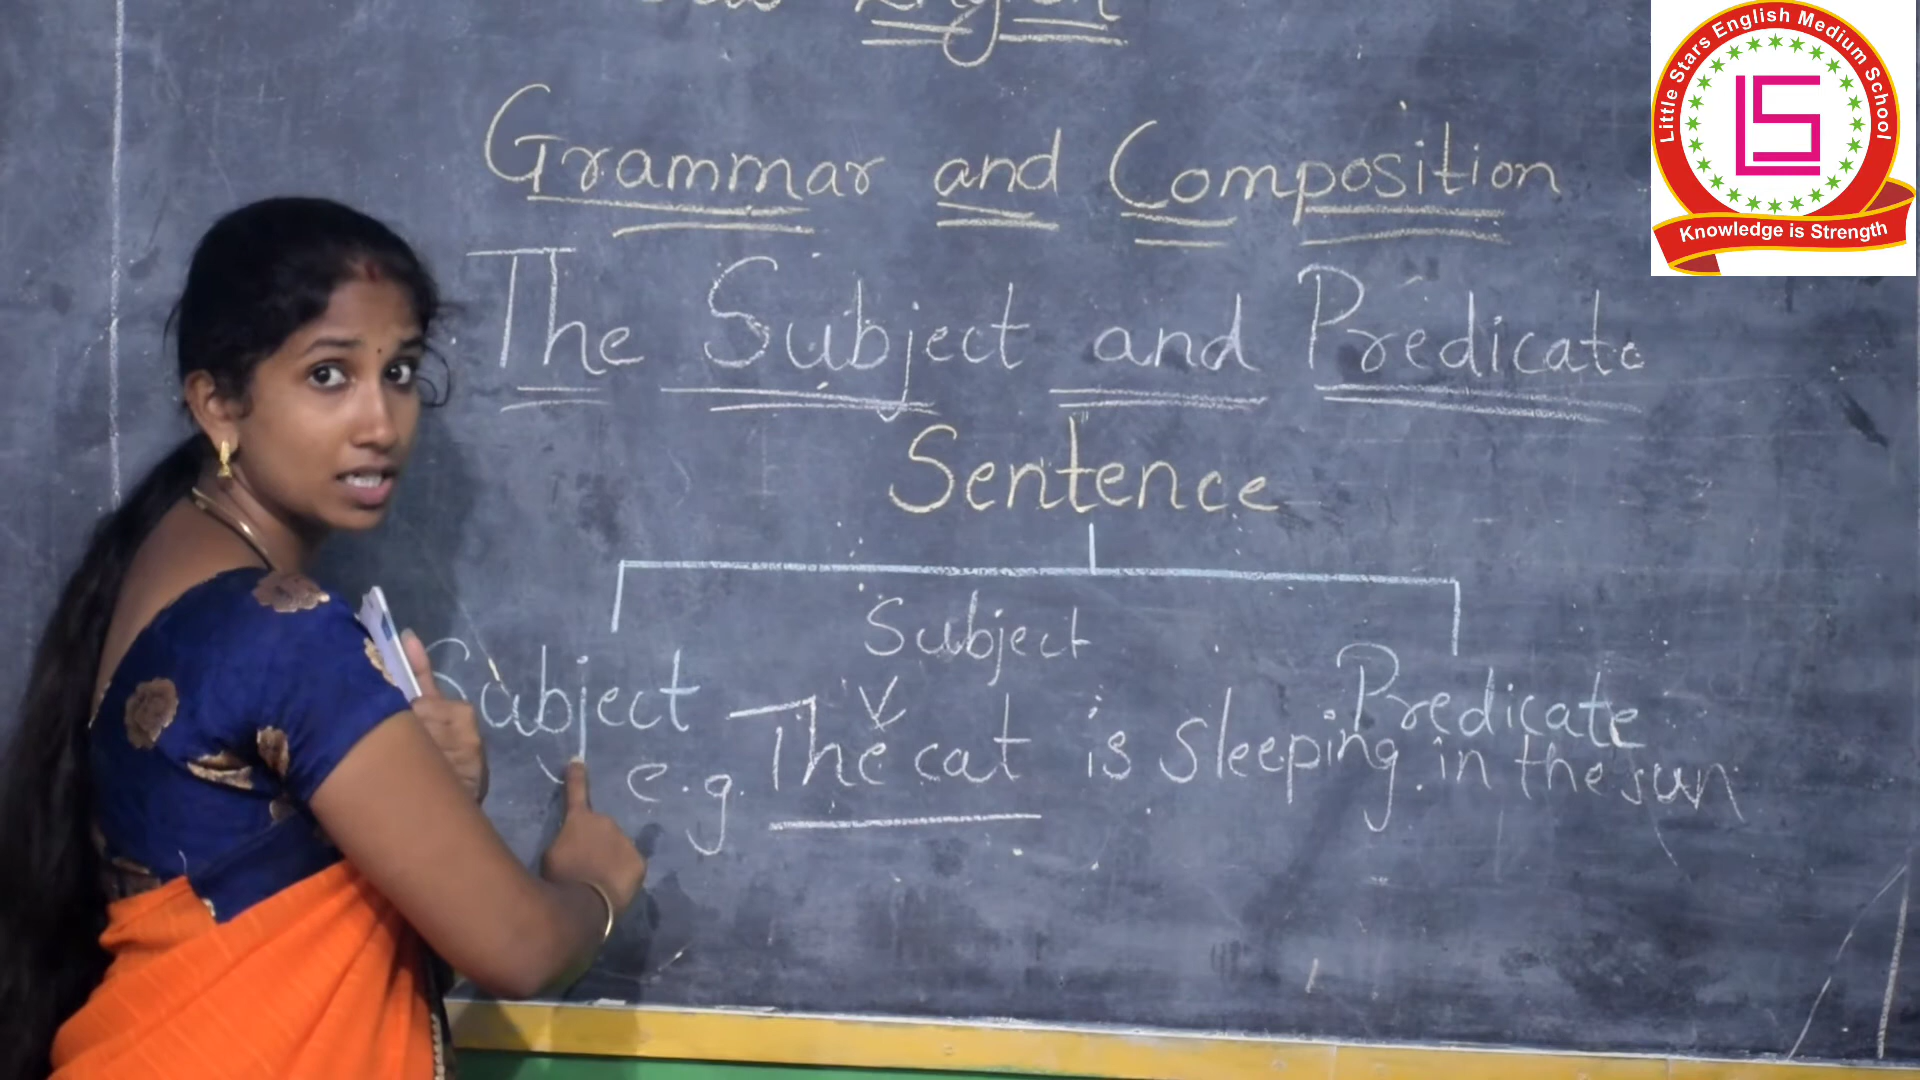 English
Grammar and Composition
The Subject and Predicate
Sentence
Subject
Subject
Predicate
e.g. The cat is sleeping in the sun
Little Stars English Medium School
LS
Knowledge is Strength